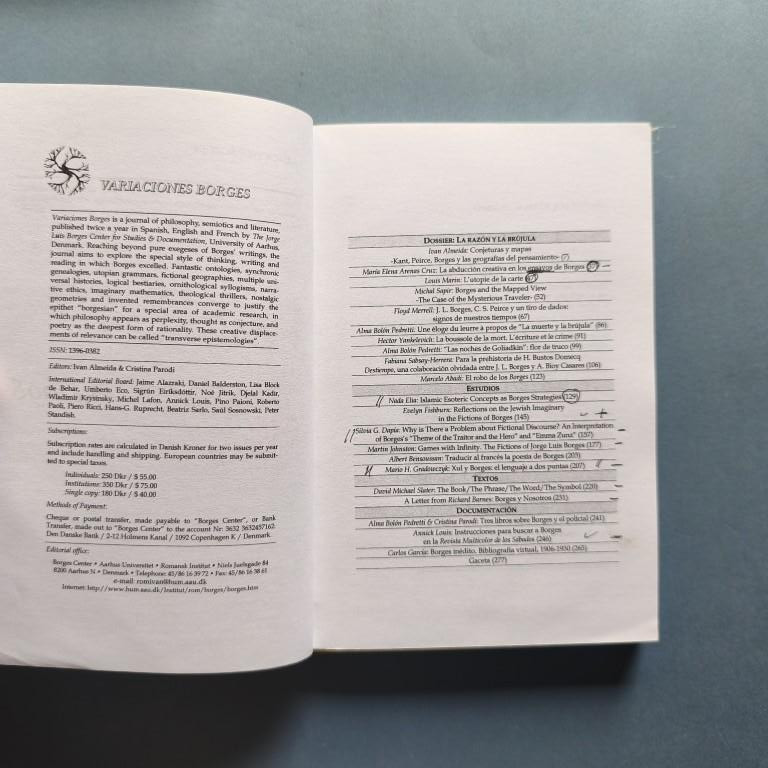 VARIACIONES BORGES
Variaciones Borges is a journal of philosophy, semiotics and literature,
published twice a year in Spanish, English and French by The Jorge
Luis Borges Center for Studies & Documentation, University of Aarhus,
Denmark. Reaching beyond pure exegeses of Borges' writings, the
journal aims to explore the special style of thinking, writing and
reading in which Borges excelled. Fantastic ontologies, synchronic
genealogies, utopian grammars, fictional geographies, multiple uni-
versal histories, logical bestiaries, ornithological syllogisms, narra-
tive ethics, imaginary mathematics, theological thrillers, nostalgic
geometries and invented remembrances converge to justify the
epithet "borgesian" for a special area of academic research, in
which philosophy appears as perplexity, thought as conjecture, and
poetry as the deepest form of rationality. These creative displace-
ments of relevance can be called "transverse epistemologies".
ISSN: 1396-0482
Editors: Ivan Almeida & Cristina Parodi
International Editorial Board: Jaime Alazraki, Daniel Balderston, Lisa Block
de Behar, Umberto Eco, Sigrún Eiríksdóttir, Noé Jitrik, Djelal Kadir,
Wladimir Krysinsky, Michel Lafon, Annick Louis, Pino Paioni, Roberto
Paoli, Piero Ricci, Hans-G. Ruprecht, Beatriz Sarlo, Saúl Sosnowski, Peter
Standish.
Subscriptions:
Subscription rates are calculated in Danish Kroner for two issues per year
and include handling and shipping. European countries may be submit-
ted to special taxes.
Individuals: 250 Dkr / $ 55.00
Institutions: 350 Dkr / $ 75.00
Single copy: 180 Dkr / $ 40.00
Methods of Payment:
Cheque or postal transfer, made payable to "Borges Center", or Bank
Transfer, made out to "Borges Center" to the account Nr: 3632 3632457162.
Den Danske Bank / 2-12 Holmens Kanal / 1092 Copenhagen K / Denmark.
Editorial office:
Borges Center • Aarhus Universitet • Romansk Institut • Niels Juelsgade 84
8200 Aarhus N • Denmark • Telephone: 45/86 16 39 72 • Fax: 45/86 16 38 61
e-mail: romivan@hum.aau.dk
Internet: http://www.hum.aau.dk/Institut/rom/borges/borges.htm
DOSSIER: LA RAZÓN Y LA BRÚJULA
Ivan Almeida: Conjeturas y mapas
-Kant, Peirce, Borges y las geografías del pensamiento-
María Elena Arenas Cruz: La abducción creativa en los ensayos de Borges
Louis Marin: L'utopie de la carte
Michal Sapir: Borges and the Mapped View
-The Case of the Mysterious Traveler- (52)
Floyd Merrell: J. L. Borges, C. S. Peirce y un tiro de dados:
signos de nuestros tiempos (67)
Alma Bolón Pedretti: Une éloge du leurre à propos de "La muerte y la brújula" (86)
Hector Yankelevich: La boussole de la mort. L'écriture et le crime (91)
Alma Bolón Pedretti: "Las noches de Goliadkin": flor de truco (99)
Fabiana Sabsay-Herrera: Para la prehistoria de H. Bustos Domecq
Destiempo, una colaboración olvidada entre J. L. Borges y A. Bioy Casares (106)
Marcelo Abadi: El robo de los Borges (123)
ESTUDIOS
Nada Elia: Islamic Esoteric Concepts as Borges Strategies (129)
Evelyn Fishburn: Reflections on the Jewish Imaginary
in the Fictions of Borges (145)
Silvia G. Dapía: Why is There a Problem about Fictional Discourse? An Interpretation
of Borges's "Theme of the Traitor and the Hero" and "Emma Zunz" (157)
Martin Johnston: Games with Infinity. The Fictions of Jorge Luis Borges (177)
Albert Bensoussan: Traducir al francés la poesía de Borges (203)
Mario H. Gradowczyk: Xul y Borges: el lenguaje a dos puntas (207)
TEXTOS
David Michael Slater: The Book/The Phrase/The Word/The Symbol (220)
A Letter from Richard Barnes: Borges y Nosotros (231)
DOCUMENTACIÓN
Alma Bolón Pedretti & Cristina Parodi: Tres libros sobre Borges y el policial (241)
Annick Louis: Instrucciones para buscar a Borges
en la Revista Multicolor de los Sábados (246)
Carlos García: Borges inédito. Bibliografía virtual, 1906-1930 (265)
Gaceta (277)